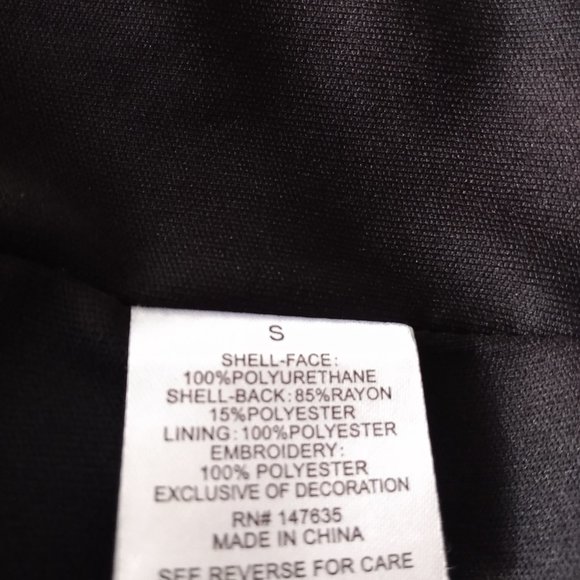 S
SHELL-FACE:
100%POLYURETHANE
SHELL-BACK:85%RAYON
15%POLYESTER
LINING:100%POLYESTER
EMBROIDERY:
100% POLYESTER
EXCLUSIVE OF DECORATION
RN# 147635
MADE IN CHINA
SEE REVERSE FOR CARE